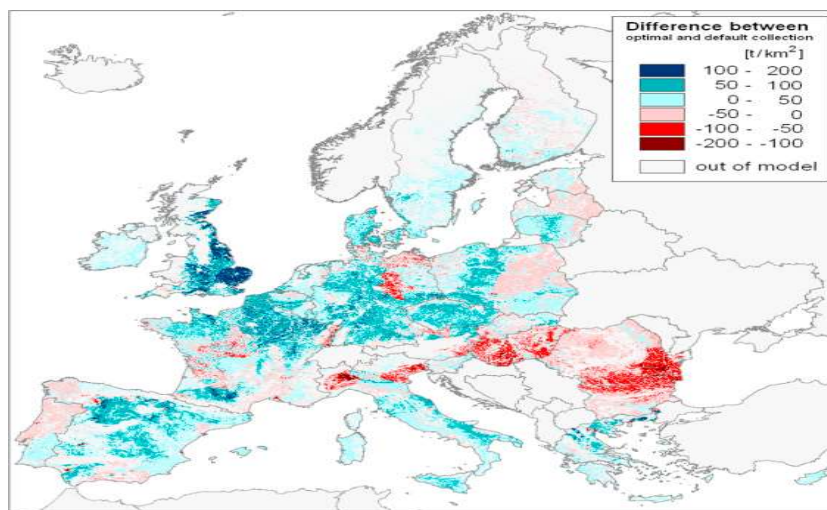 Difference between
optimal and default collection
[t/km²]
100 - 200
50 - 100
0 - 50
-50 - 0
-100 - -50
-200 - -100
out of model